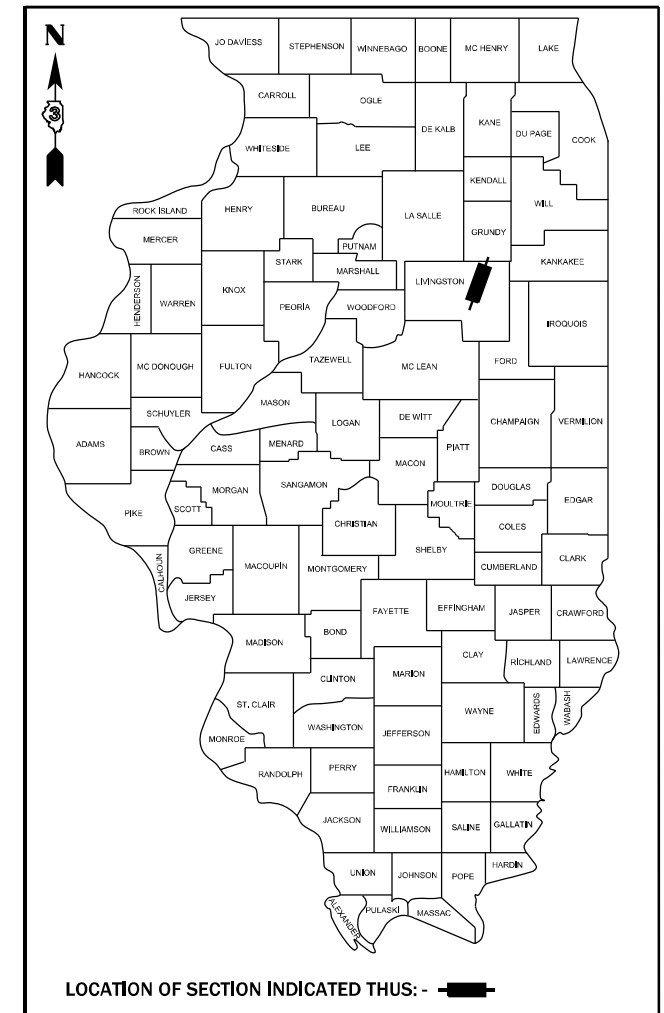 N
3
JO DAVIESS STEPHENSON WINNEBAGO BOONE MC HENRY LAKE
CARROLL OGLE DE KALB KANE DU PAGE COOK
WHITESIDE LEE KENDALL WILL
ROCK ISLAND HENRY BUREAU LA SALLE GRUNDY
MERCER PUTNAM KANKAKEE
HENDERSON WARREN KNOX STARK MARSHALL LIVINGSTON
PEORIA WOODFORD IROQUOIS
HANCOCK MC DONOUGH FULTON TAZEWELL MC LEAN FORD
SCHUYLER MASON LOGAN DE WITT CHAMPAIGN VERMILION
ADAMS BROWN CASS MENARD MACON PIATT
PIKE SCOTT MORGAN SANGAMON CHRISTIAN MOULTRIE DOUGLAS EDGAR
COLES
CALHOUN GREENE MACOUPIN MONTGOMERY SHELBY CUMBERLAND CLARK
JERSEY FAYETTE EFFINGHAM JASPER CRAWFORD
MADISON BOND CLAY RICHLAND LAWRENCE
CLINTON MARION
ST. CLAIR WASHINGTON JEFFERSON WAYNE EDWARDS WABASH
MONROE
RANDOLPH PERRY FRANKLIN HAMILTON WHITE
JACKSON WILLIAMSON SALINE GALLATIN
UNION JOHNSON POPE HARDIN
ALEXANDER PULASKI MASSAC
LOCATION OF SECTION INDICATED THUS: -